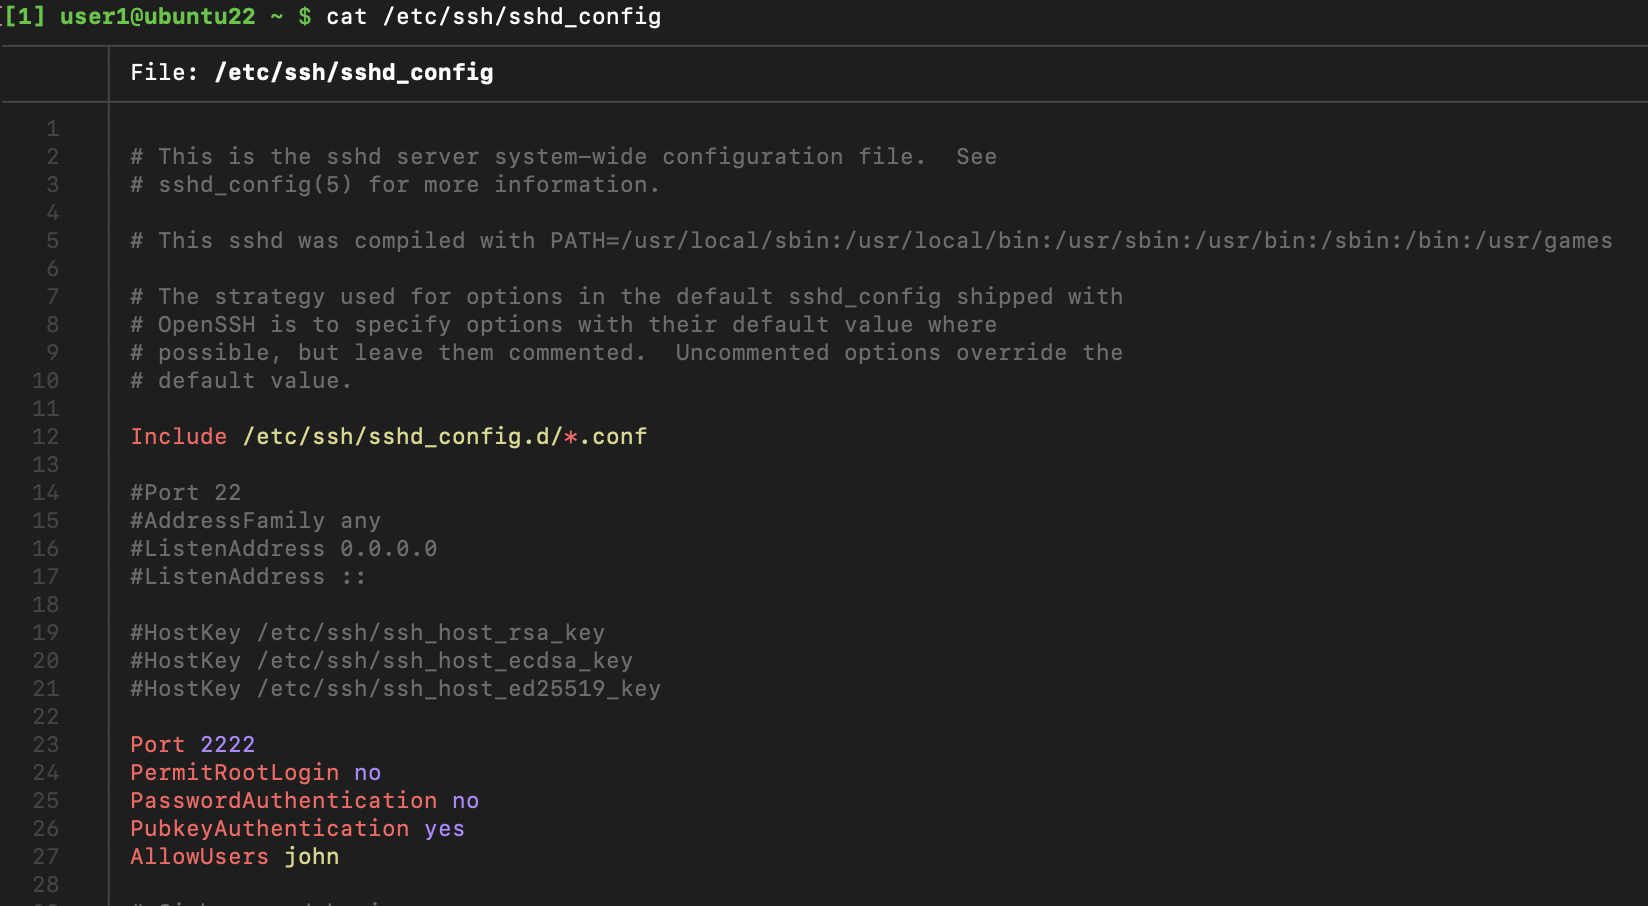 [1] user1@ubuntu22 ~ $ cat /etc/ssh/sshd_config
File: /etc/ssh/sshd_config
1
2 # This is the sshd server system-wide configuration file.  See
3 # sshd_config(5) for more information.
4
5 # This sshd was compiled with PATH=/usr/local/sbin:/usr/local/bin:/usr/sbin:/usr/bin:/sbin:/bin:/usr/games
6
7 # The strategy used for options in the default sshd_config shipped with
8 # OpenSSH is to specify options with their default value where
9 # possible, but leave them commented.  Uncommented options override the
10 # default value.
11
12 Include /etc/ssh/sshd_config.d/*.conf
13
14 #Port 22
15 #AddressFamily any
16 #ListenAddress 0.0.0.0
17 #ListenAddress ::
18
19 #HostKey /etc/ssh/ssh_host_rsa_key
20 #HostKey /etc/ssh/ssh_host_ecdsa_key
21 #HostKey /etc/ssh/ssh_host_ed25519_key
22
23 Port 2222
24 PermitRootLogin no
25 PasswordAuthentication no
26 PubkeyAuthentication yes
27 AllowUsers john
28